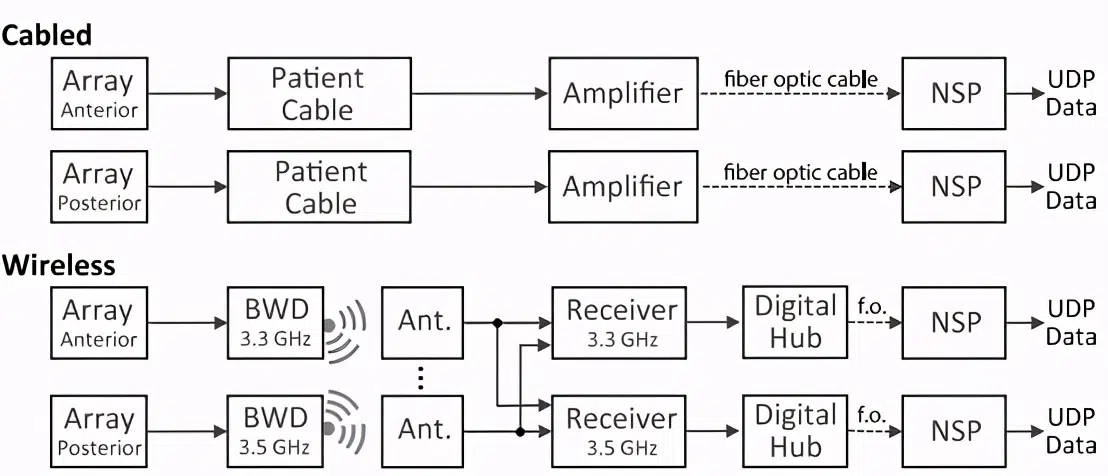 Cabled
Array
Anterior
Patient
Cable
Amplifier
fiber optic cable
NSP
UDP
Data
Array
Posterior
Patient
Cable
Amplifier
fiber optic cable
NSP
UDP
Data
Wireless
Array
Anterior
BWD
3.3 GHz
Ant.
Receiver
3.3 GHz
Digital
Hub
f.o.
NSP
UDP
Data
Array
Posterior
BWD
3.5 GHz
Ant.
Receiver
3.5 GHz
Digital
Hub
f.o.
NSP
UDP
Data